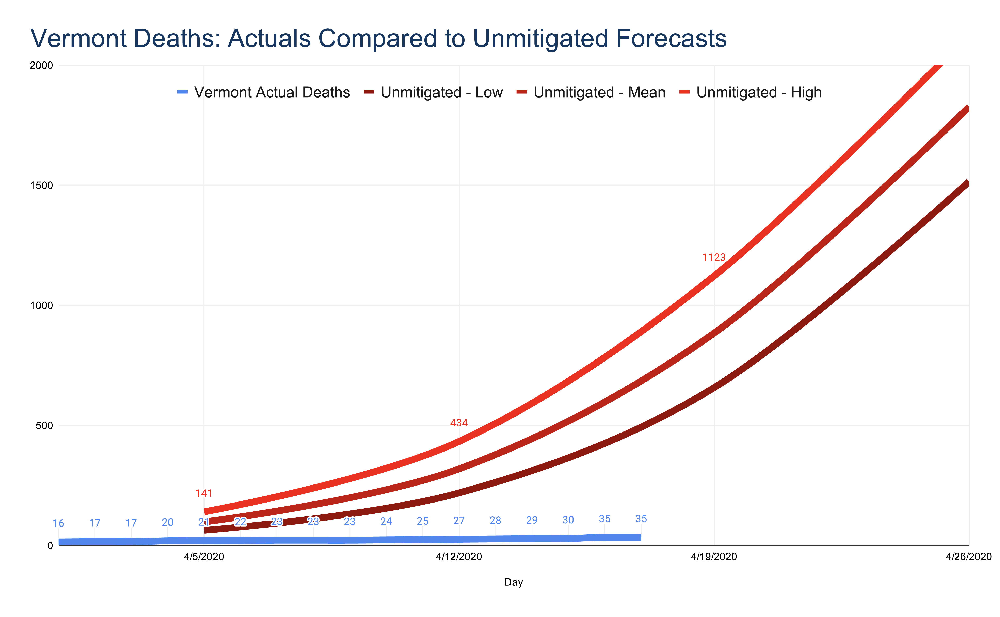 Vermont Deaths: Actuals Compared to Unmitigated Forecasts
2000
Vermont Actual Deaths Unmitigated - Low Unmitigated - Mean Unmitigated - High
1500
1123
1000
434
500
141
16 17 17 20 21 22 23 23 23 24 25 27 28 29 30 35 35
0
4/5/2020 4/12/2020 4/19/2020 4/26/2020
Day